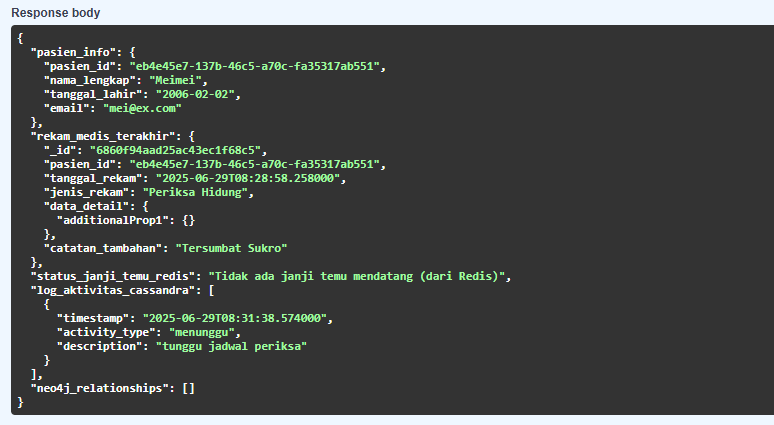 Response body
{
  "pasien_info": {
    "pasien_id": "eb4e45e7-137b-46c5-a70c-fa35317ab551",
    "nama_lengkap": "Meimei",
    "tanggal_lahir": "2006-02-02",
    "email": "mei@ex.com"
  },
  "rekam_medis_terakhir": {
    "_id": "6860f94aad25ac43ec1f68c5",
    "pasien_id": "eb4e45e7-137b-46c5-a70c-fa35317ab551",
    "tanggal_rekam": "2025-06-29T08:28:58.258000",
    "jenis_rekam": "Periksa Hidung",
    "data_detail": {
      "additionalProp1": {}
    },
    "catatan_tambahan": "Tersumbat Sukro"
  },
  "status_janji_temu_redis": "Tidak ada janji temu mendatang (dari Redis)",
  "log_aktivitas_cassandra": [
    {
      "timestamp": "2025-06-29T08:31:38.574000",
      "activity_type": "menunggu",
      "description": "tunggu jadwal periksa"
    }
  ],
  "neo4j_relationships": []
}